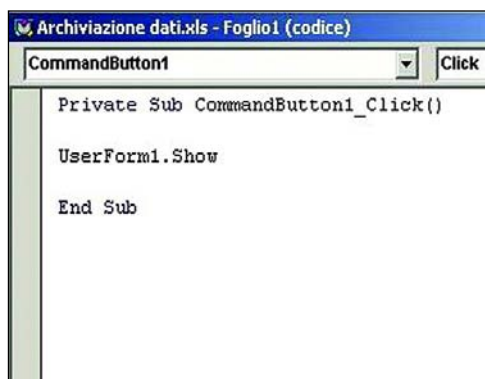 Archiviazione dati.xls - Foglio1 (codice)
CommandButton1 Click
Private Sub CommandButton1_Click()
UserForm1.Show
End Sub